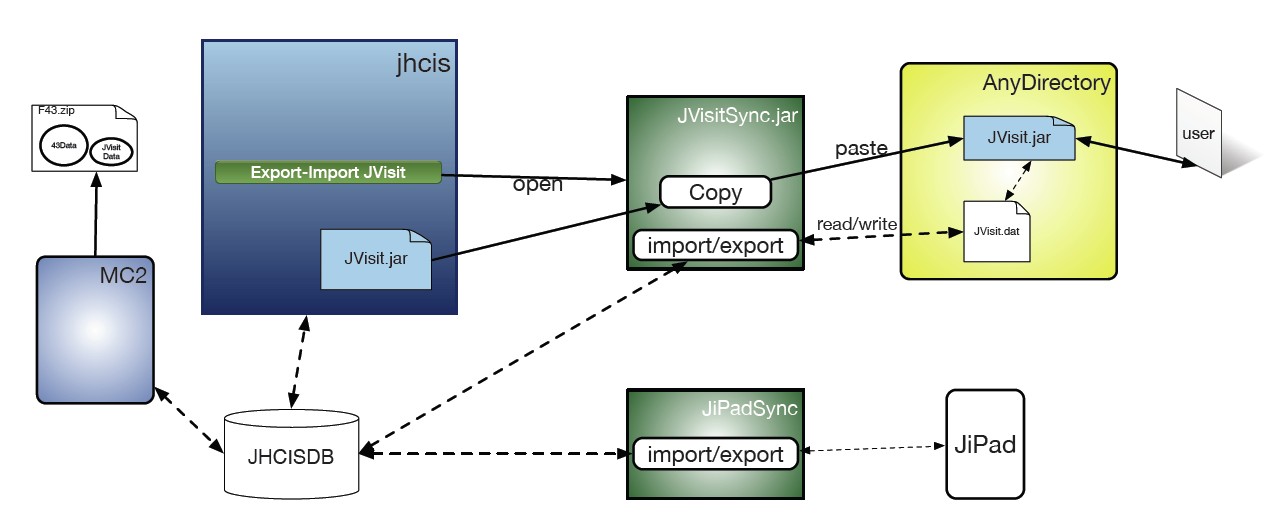 F43.zip
43Data
JVisit
Data
MC2
jhcis
Export-Import JVisit
JVisit.jar
open
JVisitSync.jar
Copy
import/export
paste
read/write
AnyDirectory
JVisit.jar
JVisit.dat
user
JHCISDB
JiPadSync
import/export
JiPad